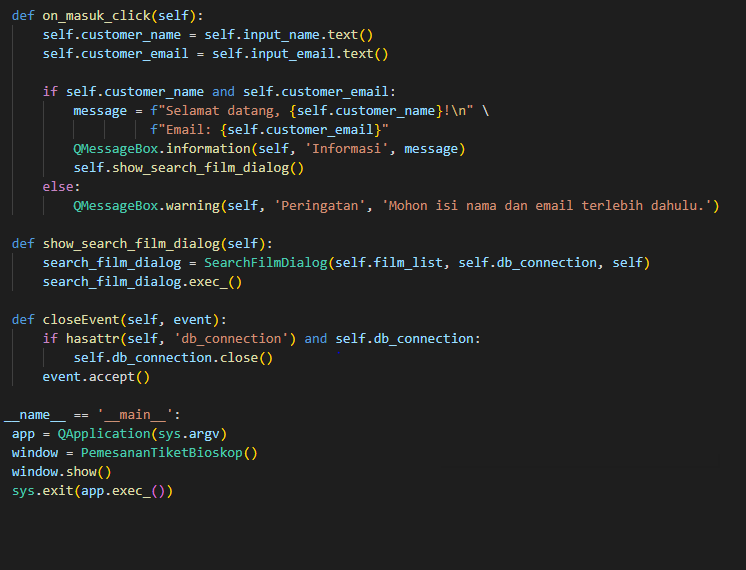 def on_masuk_click(self):
    self.customer_name = self.input_name.text()
    self.customer_email = self.input_email.text()

    if self.customer_name and self.customer_email:
        message = f"Selamat datang, {self.customer_name}!\n" \
                  f"Email: {self.customer_email}"
        QMessageBox.information(self, 'Informasi', message)
        self.show_search_film_dialog()
    else:
        QMessageBox.warning(self, 'Peringatan', 'Mohon isi nama dan email terlebih dahulu.')

def show_search_film_dialog(self):
    search_film_dialog = SearchFilmDialog(self.film_list, self.db_connection, self)
    search_film_dialog.exec_()

def closeEvent(self, event):
    if hasattr(self, 'db_connection') and self.db_connection:
        self.db_connection.close()
    event.accept()

__name__ == '__main__':
app = QApplication(sys.argv)
window = PemesananTiketBioskop()
window.show()
sys.exit(app.exec_())